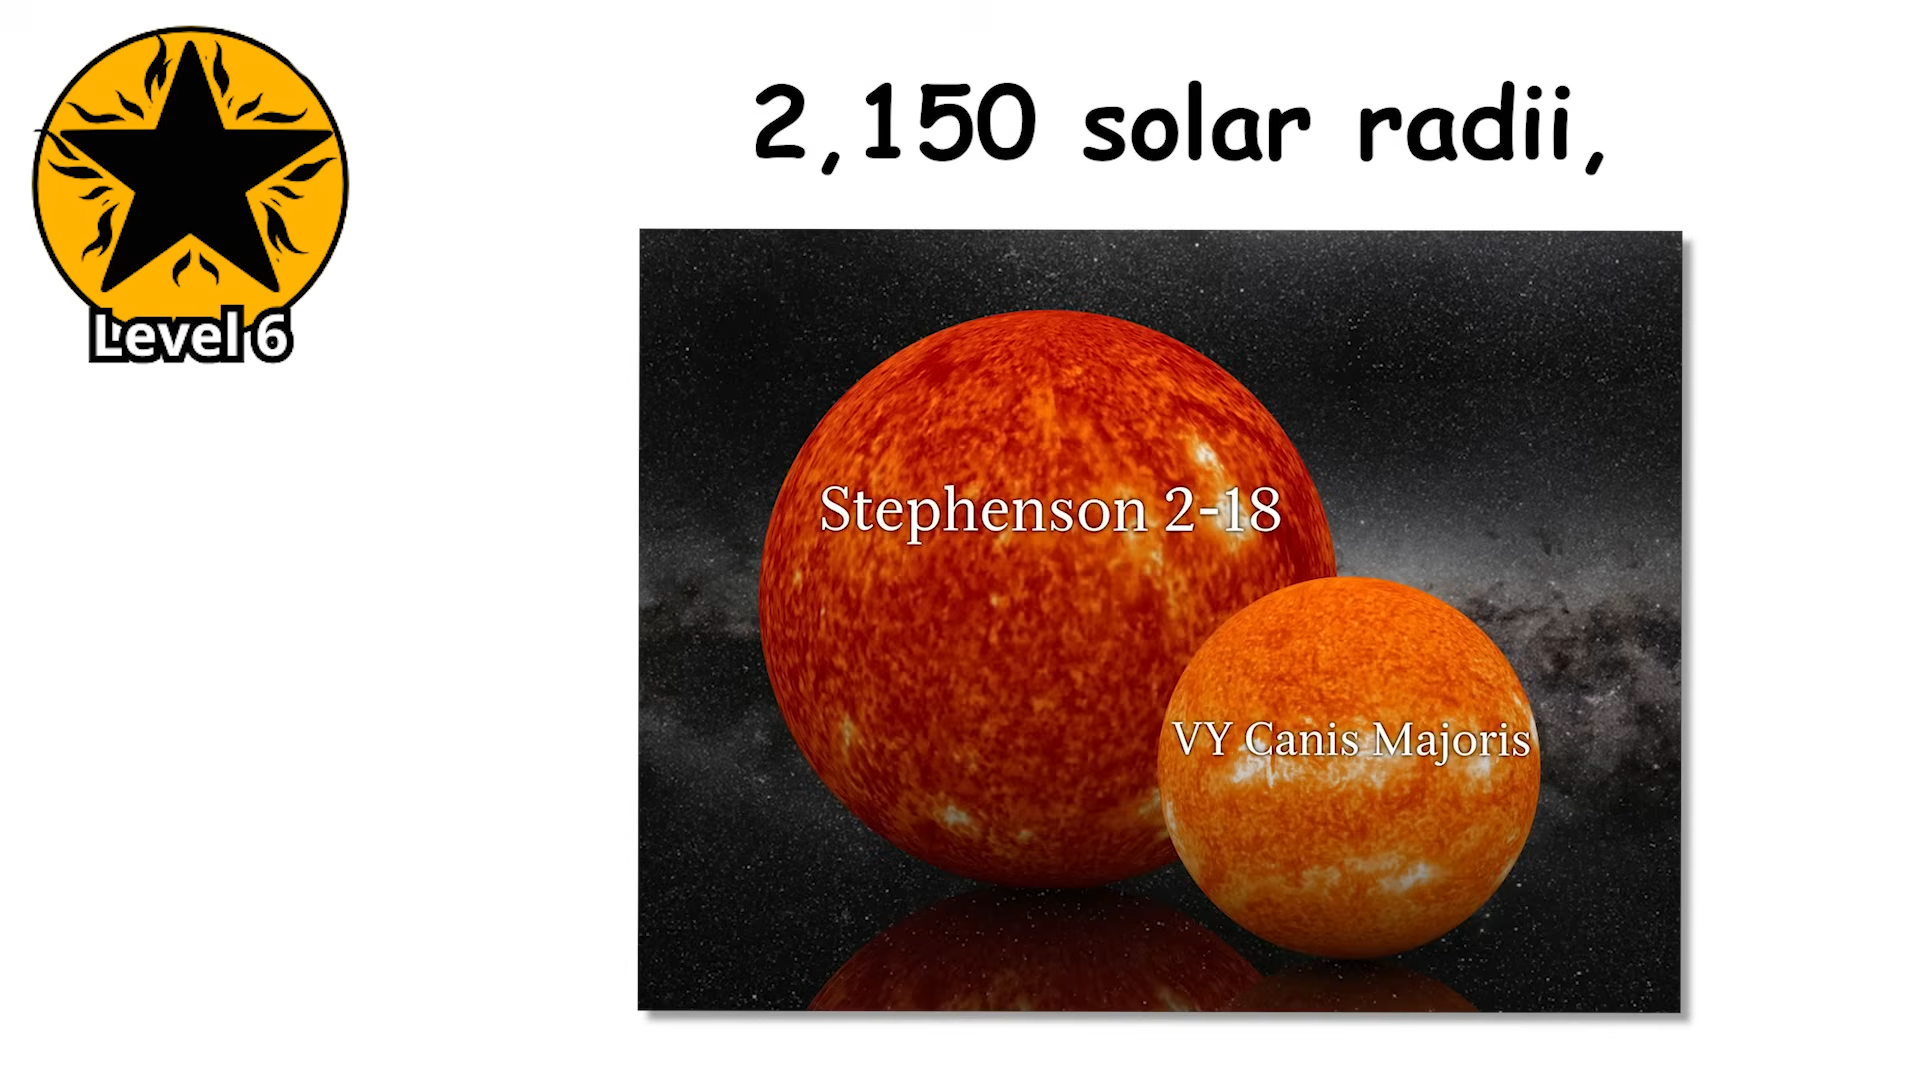 2,150 solar radii,
Level 6
Stephenson 2-18
VY Canis Majoris